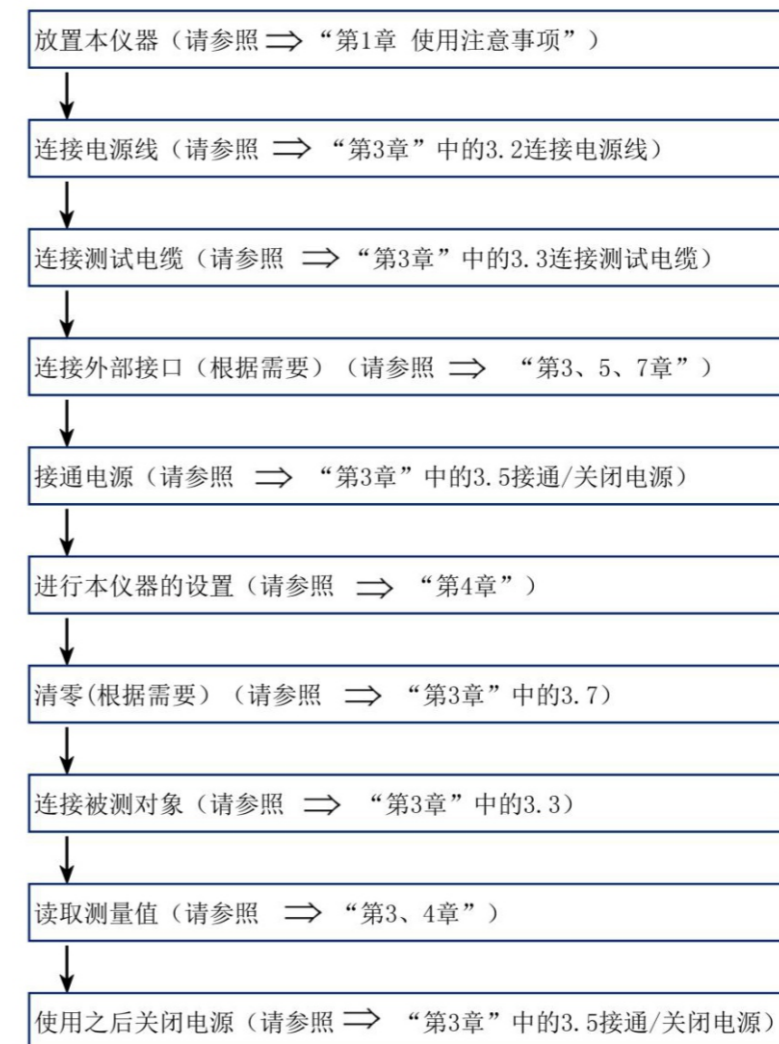 放置本仪器（请参照⇒“第1章 使用注意事项”）
连接电源线（请参照 ⇒ “第3章”中的3.2连接电源线）
连接测试电缆（请参照 ⇒ “第3章”中的3.3连接测试电缆）
连接外部接口（根据需要）（请参照 ⇒ “第3、5、7章”）
接通电源（请参照 ⇒ “第3章”中的3.5接通/关闭电源）
进行本仪器的设置（请参照 ⇒ “第4章”）
清零(根据需要）（请参照 ⇒ “第3章”中的3.7）
连接被测对象（请参照 ⇒ “第3章”中的3.3）
读取测量值（请参照 ⇒ “第3、4章”）
使用之后关闭电源（请参照⇒ “第3章”中的3.5接通/关闭电源）